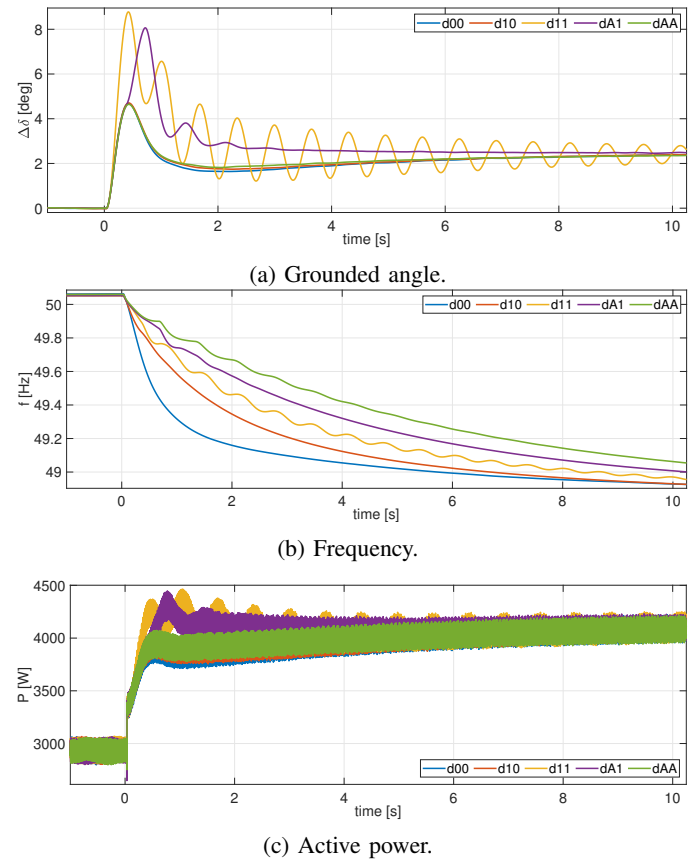 d00 d10 d11 dA1 dAA
8
6
4
2
0
Δδ [deg]
0 2 4 6 8 10
time [s]
(a) Grounded angle.
d00 d10 d11 dA1 dAA
50
49.8
49.6
49.4
49.2
49
f [Hz]
0 2 4 6 8 10
time [s]
(b) Frequency.
4500
4000
3500
3000
P [W]
d00 d10 d11 dA1 dAA
0 2 4 6 8 10
time [s]
(c) Active power.